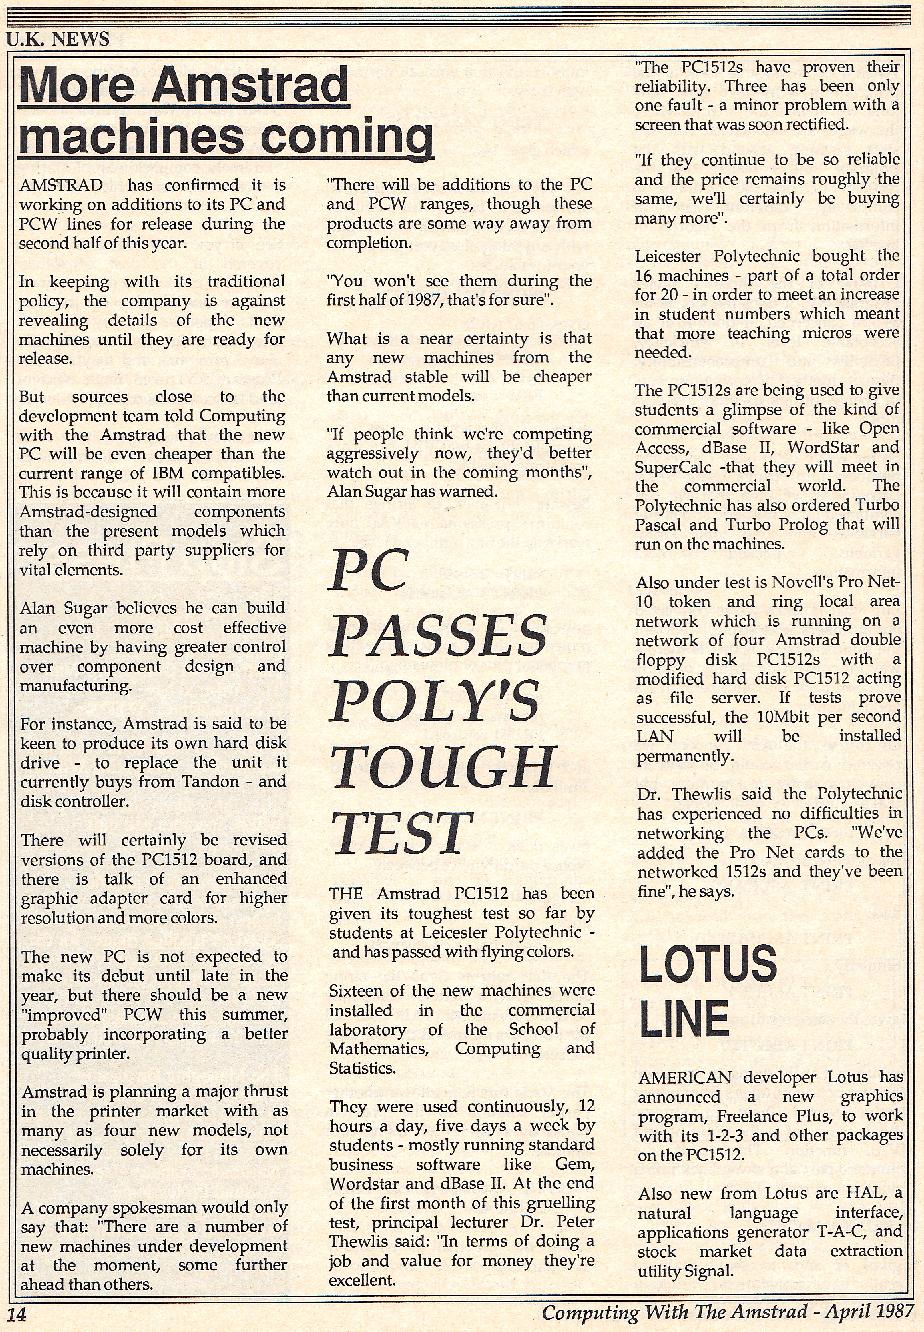 U.K. NEWS
More Amstrad
machines coming
AMSTRAD has confirmed it is
working on additions to its PC and
PCW lines for release during the
second half of this year.
In keeping with its traditional
policy, the company is against
revealing details of the new
machines until they are ready for
release.
But sources close to the
development team told Computing
with the Amstrad that the new
PC will be even cheaper than the
current range of IBM compatibles.
This is because it will contain more
Amstrad-designed components
than the present models which
rely on third party suppliers for
vital elements.
Alan Sugar believes he can build
an even more cost effective
machine by having greater control
over component design and
manufacturing.
For instance, Amstrad is said to be
keen to produce its own hard disk
drive - to replace the unit it
currently buys from Tandon - and
disk controller.
There will certainly be revised
versions of the PC1512 board, and
there is talk of an enhanced
graphic adapter card for higher
resolution and more colors.
The new PC is not expected to
make its debut until late in the
year, but there should be a new
"improved" PCW this summer,
probably incorporating a better
quality printer.
Amstrad is planning a major thrust
in the printer market with as
many as four new models, not
necessarily solely for its own
machines.
A company spokesman would only
say that: "There are a number of
new machines under development
at the moment, some further
ahead than others.
"There will be additions to the PC
and PCW ranges, though these
products are some way away from
completion.
"You won't see them during the
first half of 1987, that's for sure".
What is a near certainty is that
any new machines from the
Amstrad stable will be cheaper
than current models.
"If people think we're competing
aggressively now, they'd better
watch out in the coming months",
Alan Sugar has warned.
PC
PASSES
POLY'S
TOUGH
TEST
THE Amstrad PC1512 has been
given its toughest test so far by
students at Leicester Polytechnic -
and has passed with flying colors.
Sixteen of the new machines were
installed in the commercial
laboratory of the School of
Mathematics, Computing and
Statistics.
They were used continuously, 12
hours a day, five days a week by
students - mostly running standard
business software like Gem,
Wordstar and dBase II. At the end
of the first month of this gruelling
test, principal lecturer Dr. Peter
Thewlis said: "In terms of doing a
job and value for money they're
excellent.
"The PC1512s have proven their
reliability. Three has been only
one fault - a minor problem with a
screen that was soon rectified.
"If they continue to be so reliable
and the price remains roughly the
same, we'll certainly be buying
many more".
Leicester Polytechnic bought the
16 machines - part of a total order
for 20 - in order to meet an increase
in student numbers which meant
that more teaching micros were
needed.
The PC1512s are being used to give
students a glimpse of the kind of
commercial software - like Open
Access, dBase II, WordStar and
SuperCalc -that they will meet in
the commercial world. The
Polytechnic has also ordered Turbo
Pascal and Turbo Prolog that will
run on the machines.
Also under test is Novell's Pro Net-
10 token and ring local area
network which is running on a
network of four Amstrad double
floppy disk PC1512s with a
modified hard disk PC1512 acting
as file server. If tests prove
successful, the 10Mbit per second
LAN will be installed
permanently.
Dr. Thewlis said the Polytechnic
has experienced no difficulties in
networking the PCs. "We've
added the Pro Net cards to the
networked 1512s and they've been
fine", he says.
LOTUS
LINE
AMERICAN developer Lotus has
announced a new graphics
program, Freelance Plus, to work
with its 1-2-3 and other packages
on the PC1512.
Also new from Lotus are HAL, a
natural language interface,
applications generator T-A-C, and
stock market data extraction
utility Signal.
14
Computing With The Amstrad - April 1987